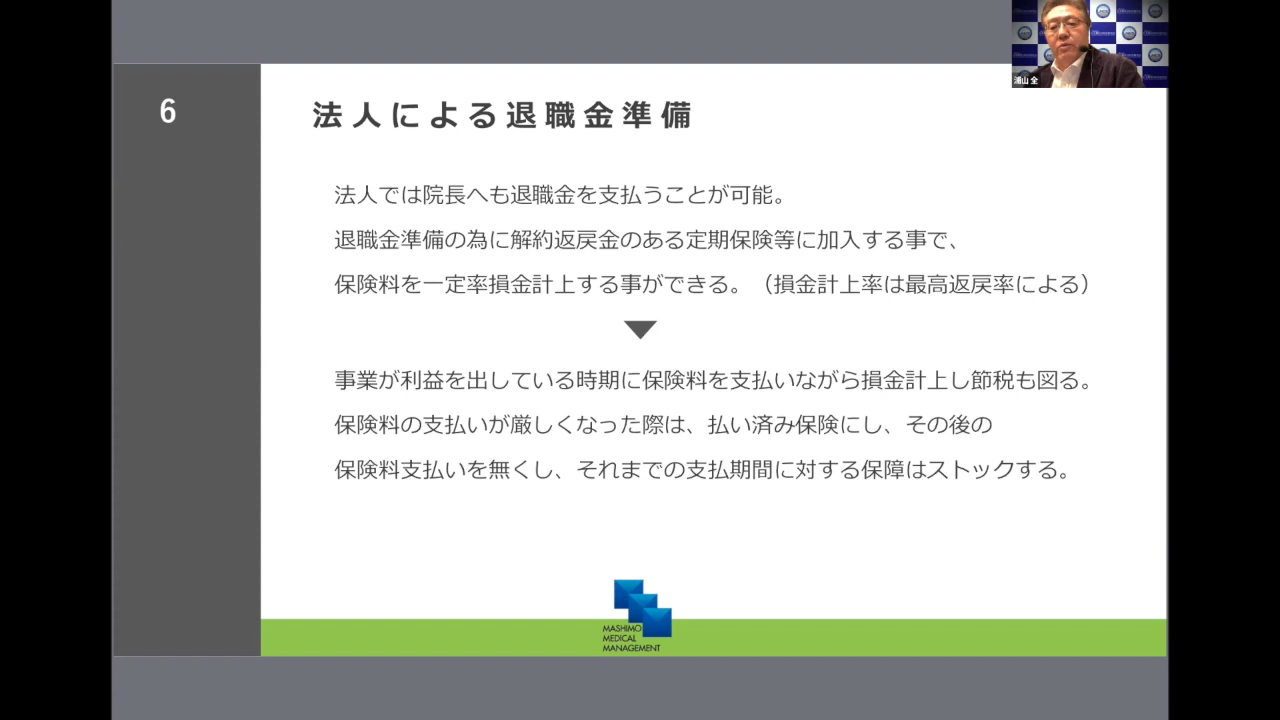 6
法人による退職金準備
浦山 全
法人では院長へも退職金を支払うことが可能。
退職金準備の為に解約返戻金のある定期保険等に加入する事で、
保険料を一定率損金計上する事ができる。（損金計上率は最高返戻率による）
事業が利益を出している時期に保険料を支払いながら損金計上し節税も図る。
保険料の支払いが厳しくなった際は、払い済み保険にし、その後の
保険料支払いを無くし、それまでの支払期間に対する保障はストックする。
MASHIMO
MEDICAL
MANAGEMENT